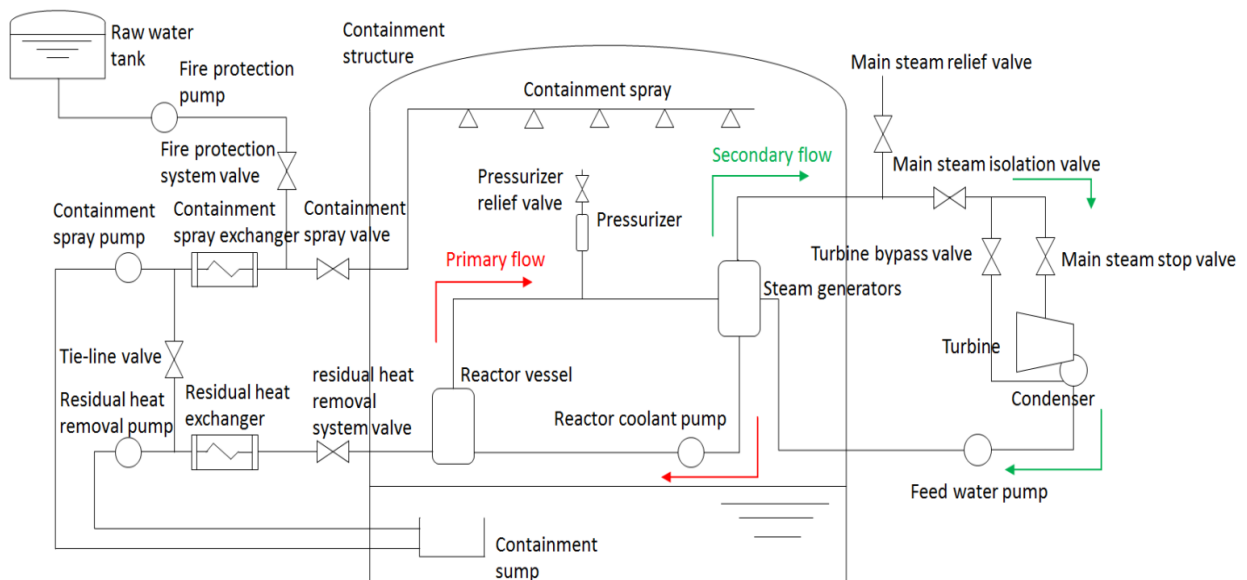 Raw water
tank
Fire protection
pump
Containment
structure
Containment spray
Main steam relief valve
Fire protection
system valve
Secondary flow
Main steam isolation valve
Pressurizer
relief valve
Pressurizer
Containment
spray pump
Containment
spray exchanger
Containment
spray valve
Primary flow
Turbine bypass valve
Main steam stop valve
Steam generators
Tie-line valve
Turbine
Residual heat
removal pump
Residual heat
exchanger
residual heat
removal
system valve
Reactor vessel
Reactor coolant pump
Condenser
Feed water pump
Containment
sump